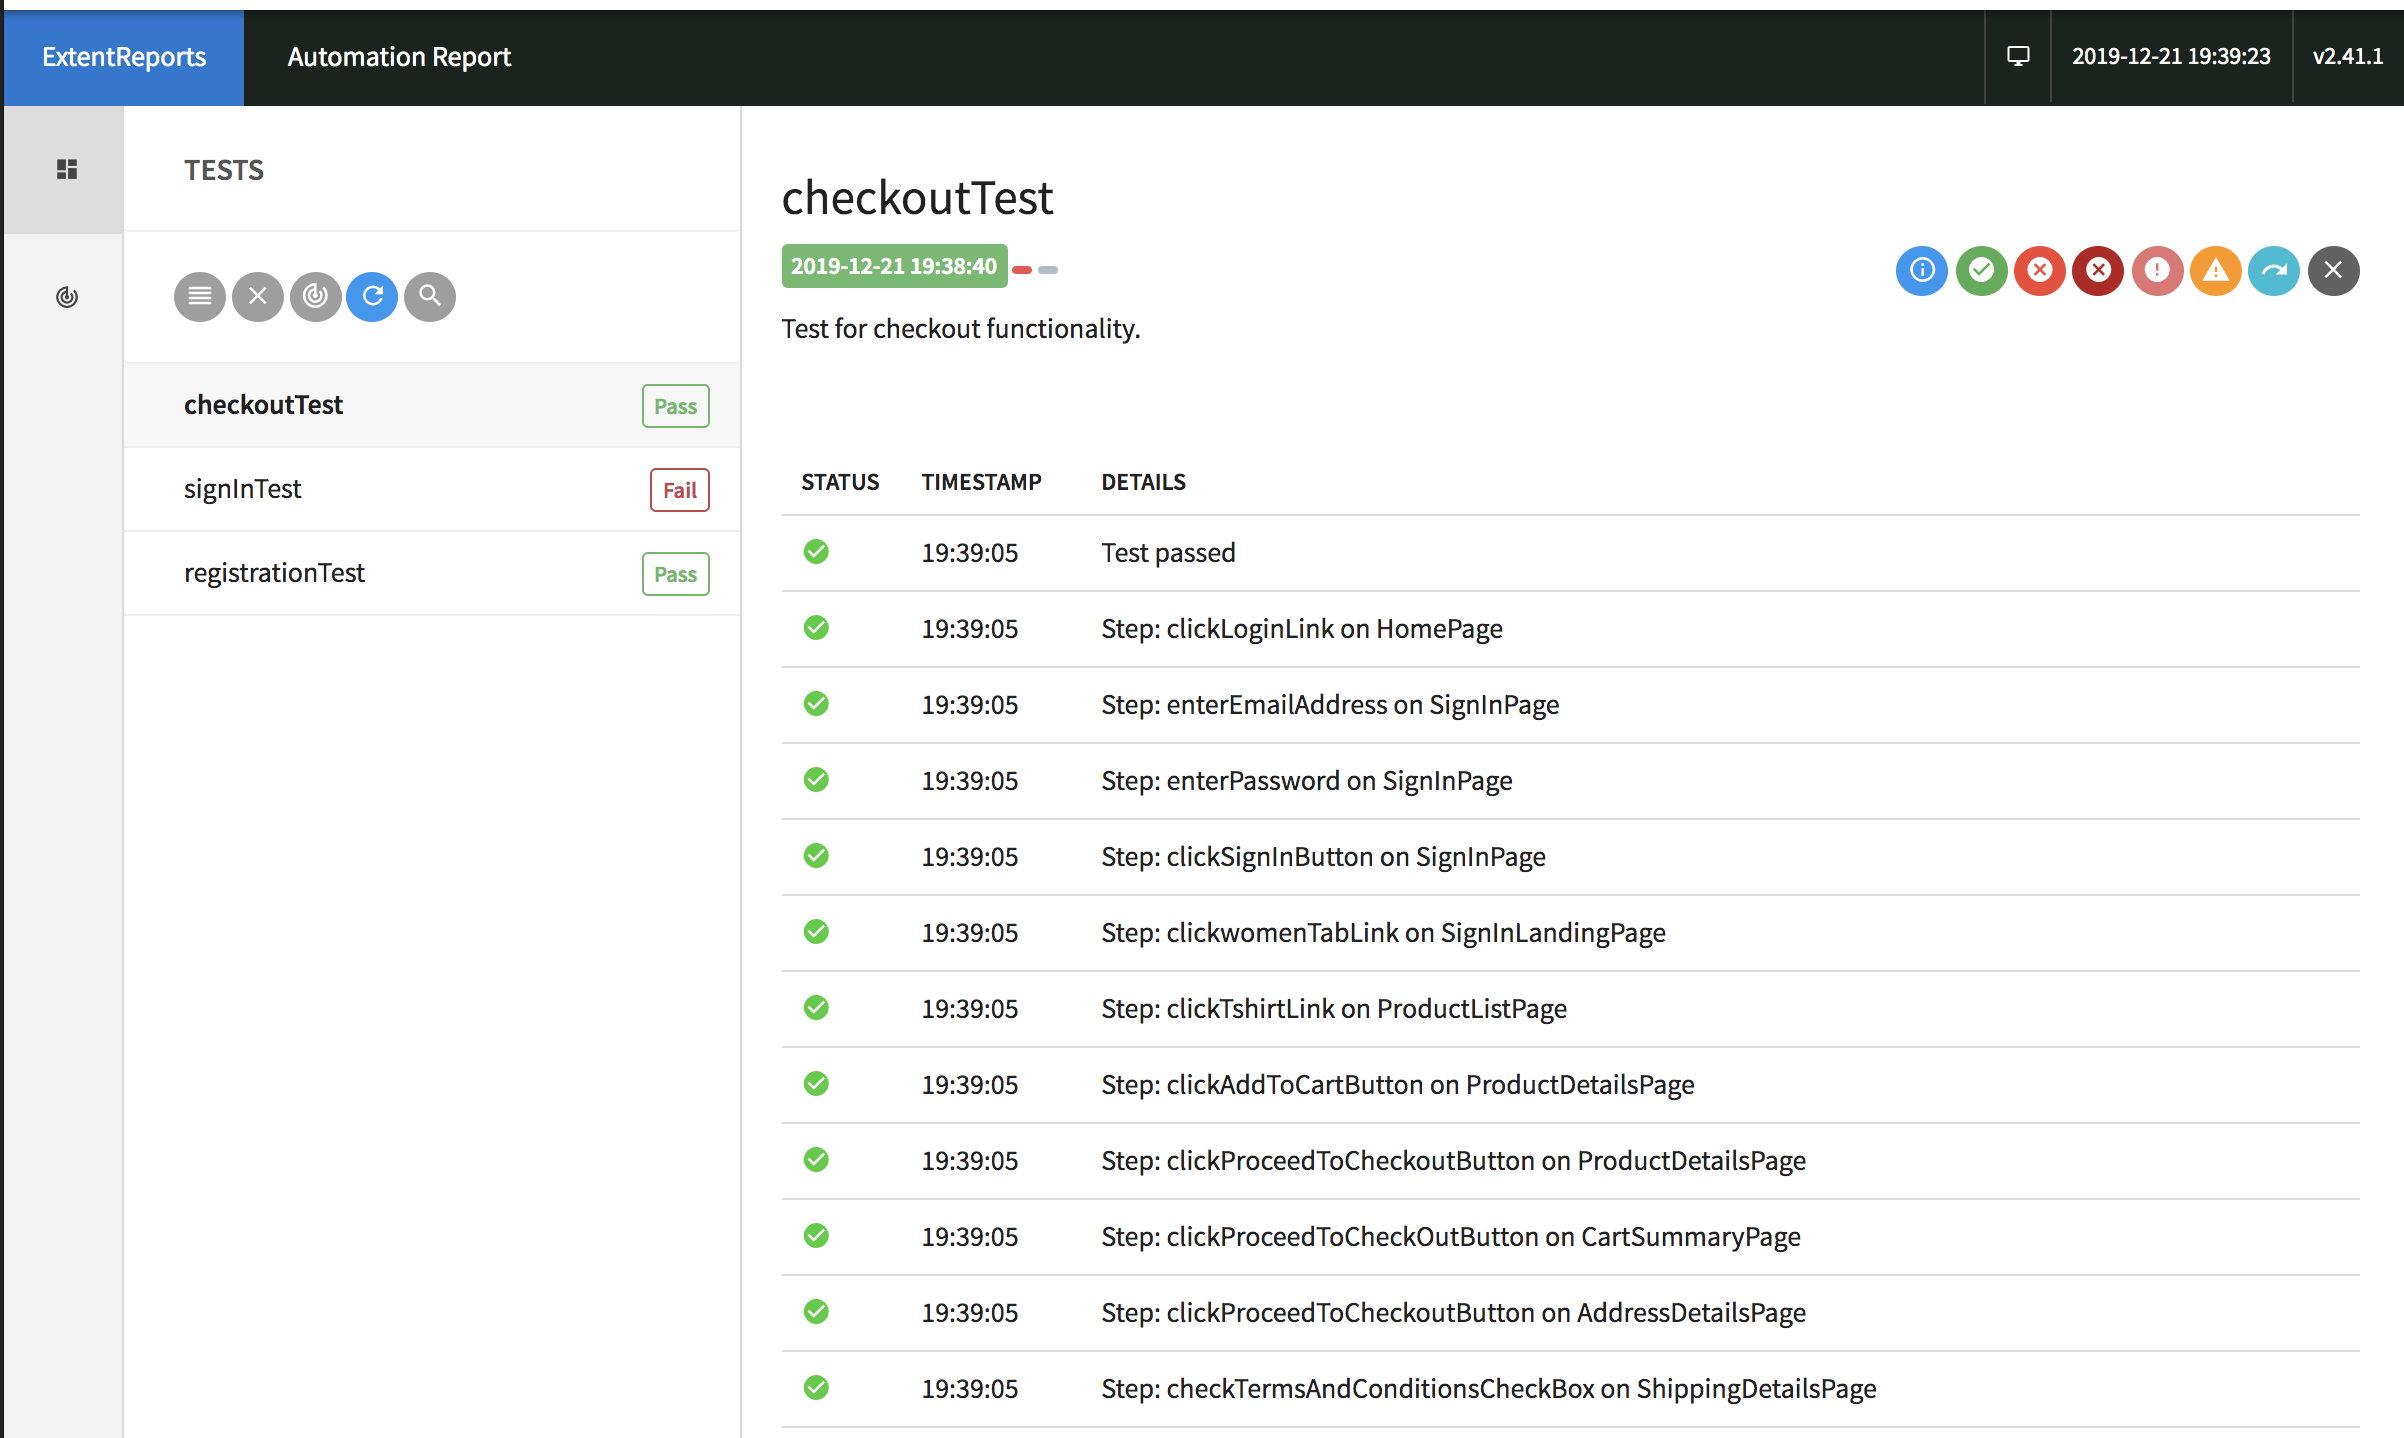 ExtentReports Automation Report 2019-12-21 19:39:23 v2.41.1
TESTS
checkoutTest Pass
signInTest Fail
registrationTest Pass
checkoutTest
2019-12-21 19:38:40
Test for checkout functionality.
STATUS TIMESTAMP DETAILS
19:39:05 Test passed
19:39:05 Step: clickLoginLink on HomePage
19:39:05 Step: enterEmailAddress on SignInPage
19:39:05 Step: enterPassword on SignInPage
19:39:05 Step: clickSignInButton on SignInPage
19:39:05 Step: clickwomenTabLink on SignInLandingPage
19:39:05 Step: clickTshirtLink on ProductListPage
19:39:05 Step: clickAddToCartButton on ProductDetailsPage
19:39:05 Step: clickProceedToCheckoutButton on ProductDetailsPage
19:39:05 Step: clickProceedToCheckOutButton on CartSummaryPage
19:39:05 Step: clickProceedToCheckoutButton on AddressDetailsPage
19:39:05 Step: checkTermsAndConditionsCheckBox on ShippingDetailsPage